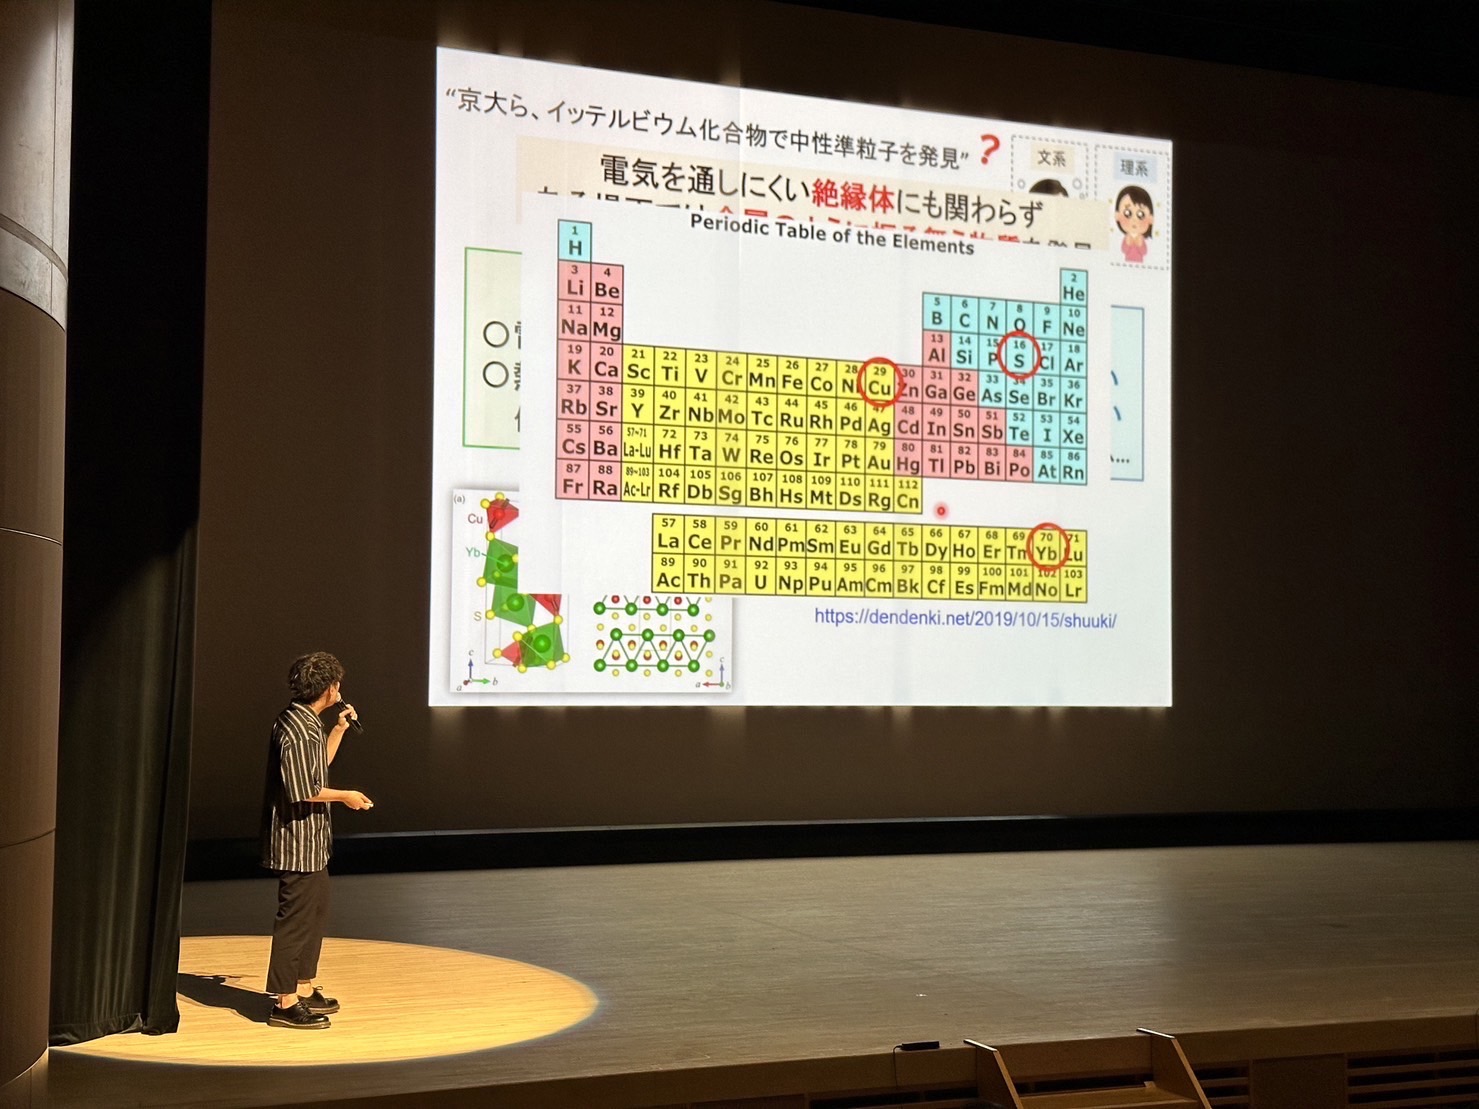 “京大ら、イッテルビウム化合物で中性準粒子を発見”
?
文系
理系
電気を通しにくい絶縁体にも関わらず
Periodic Table of the Elements
1 2
H He
3 4 5 6 7 8 9 10
Li Be B C N O F Ne
11 12 13 14 15 16 17 18
Na Mg Al Si P S Cl Ar
19 20 21 22 23 24 25 26 27 28 29 30 31 32 33 34 35 36
K Ca Sc Ti V Cr Mn Fe Co Ni Cu Zn Ga Ge As Se Br Kr
37 38 39 40 41 42 43 44 45 46 47 48 49 50 51 52 53 54
Rb Sr Y Zr Nb Mo Tc Ru Rh Pd Ag Cd In Sn Sb Te I Xe
55 56 57~71 72 73 74 75 76 77 78 79 80 81 82 83 84 85 86
Cs Ba La-Lu Hf Ta W Re Os Ir Pt Au Hg Tl Pb Bi Po At Rn
87 88 89~103 104 105 106 107 108 109 110 111 112
Fr Ra Ac-Lr Rf Db Sg Bh Hs Mt Ds Rg Cn
57 58 59 60 61 62 63 64 65 66 67 68 69 70 71
La Ce Pr Nd Pm Sm Eu Gd Tb Dy Ho Er Tm Yb Lu
89 90 91 92 93 94 95 96 97 98 99 100 101 102 103
Ac Th Pa U Np Pu Am Cm Bk Cf Es Fm Md No Lr
https://dendenki.net/2019/10/15/shuuki/
(a)
Cu
Yb
S
c
a b
c
a b